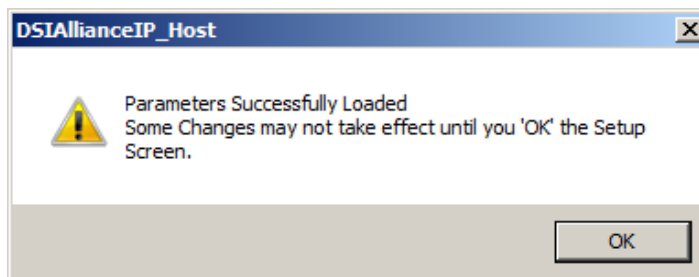 DSIAllianceIP_Host
Parameters Successfully Loaded
Some Changes may not take effect until you 'OK' the Setup
Screen.
OK